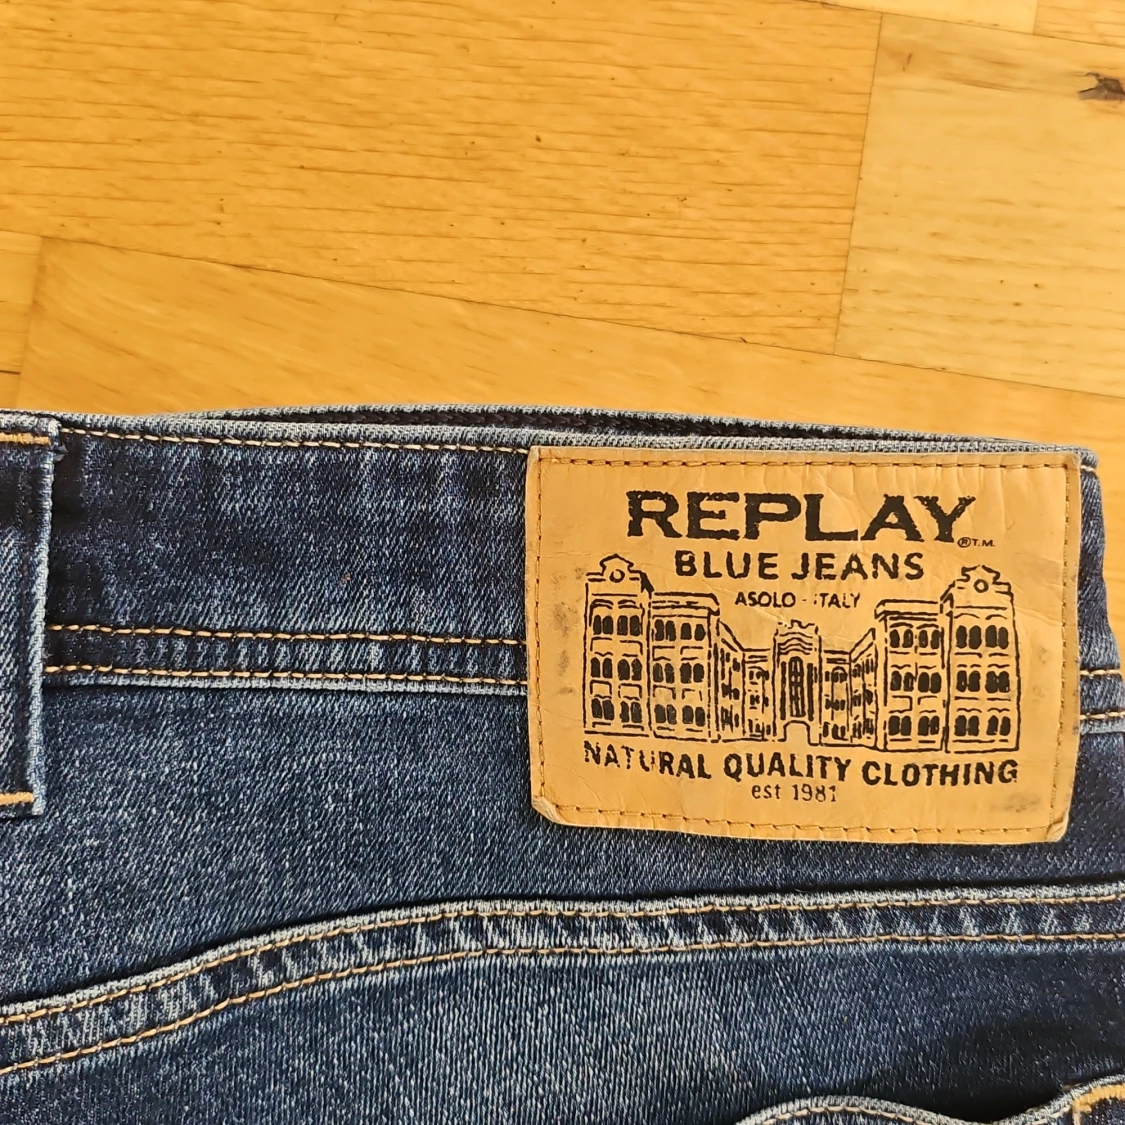 REPLAY
®T.M.
BLUE JEANS
ASOLO - ITALY
NATURAL QUALITY CLOTHING
est 1981